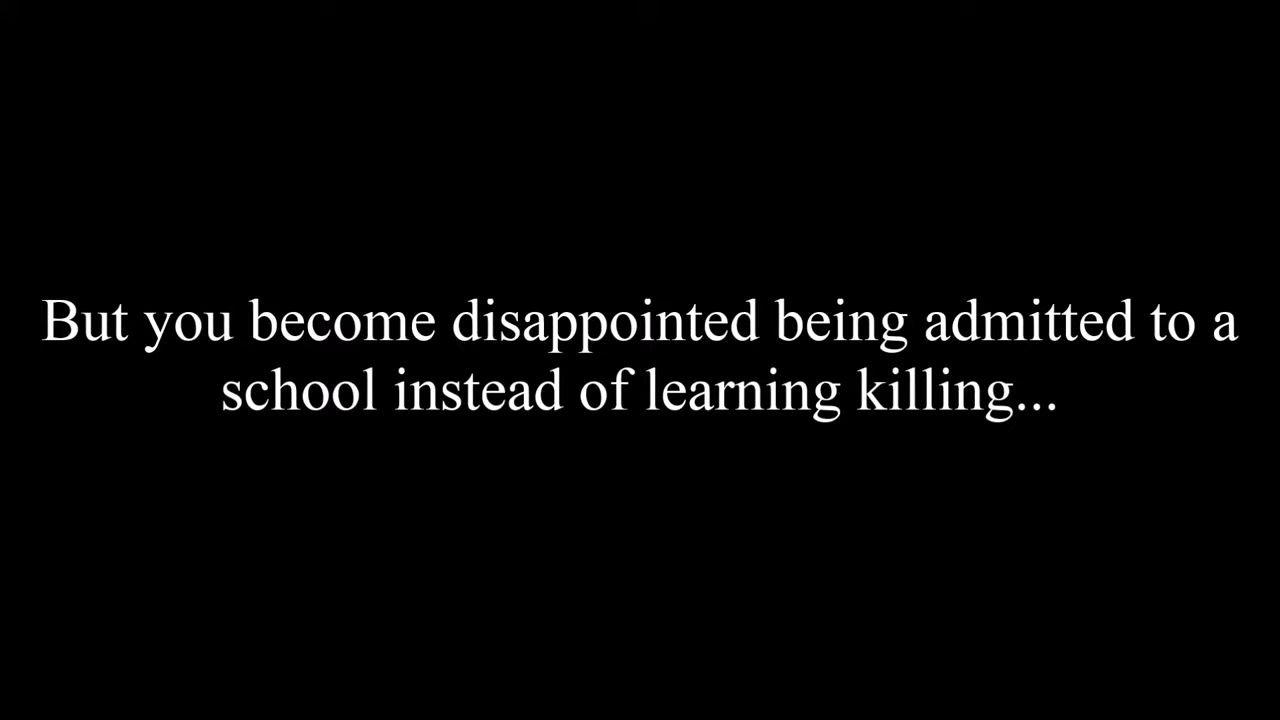 But you become disappointed being admitted to a
school instead of learning killing...